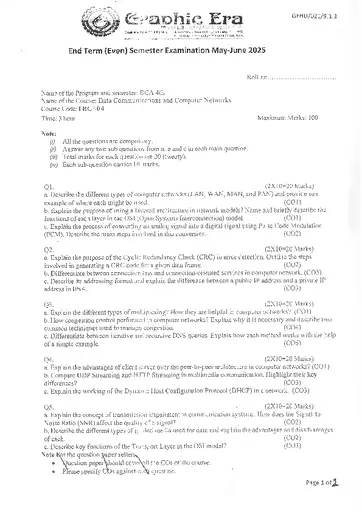 Graphic Era
End Term (Even) Semester Examination May-June 2025
Roll no
Name of the Program and semester: BCA
Name of the Course: Data Communications and Computer Networks
Course Code:
Time: 3 hour Maximum Marks: 100
Note:
(i) All the questions are compulsory.
(ii) Answer any two sub questions from a, b and c in each main question.
(iii) Total marks for each question are 20 (twenty).
(iv) Each sub-question carries 10 marks.
Q1. (2X10=20 Marks)
a. Describe the different types of computer networks (LAN, WAN, MAN, and PAN) and provide one
example of where each might be used. (CO1)
b. Explain the purpose of using a layered architecture in network models? Name and briefly describe the
functions of each layer in the OSI (Open Systems Interconnection) model. (CO1)
c. Explain the process of converting an analog signal into a digital signal using Pulse Code Modulation
(PCM). Describe the main steps involved in this conversion. (CO2)
Q2. (2X10=20 Marks)
a. Explain the purpose of the Cyclic Redundancy Check (CRC) in error detection. Outline the steps
involved in generating a CRC code for a given data frame. (CO2)
b. Differentiate between connection less and connection-oriented services in computer network. (CO3)
c. Describe its addressing format and explain the difference between a public IP address and a private IP
address in IPv4. (CO3)
Q3. (2X10=20 Marks)
a. Explain the different types of multiplexing? How they are helpful in computer networks? (CO1)
b. How congestion control performed in computer networks? Explain why it is necessary and describe two
common techniques used to manage congestion. (CO4)
c. Differentiate between iterative and recursive DNS queries. Explain how each method works with the help
of a simple example. (CO5)
Q4. (2X10=20 Marks)
a. Explain the advantages of client server over the peer-to-peer architecture in computer networks? (CO1)
b. Compare UDP Streaming and HTTP Streaming in multimedia communication. Highlight their key
differences?
c. Explain the working of the Dynamic Host Configuration Protocol (DHCP) in a network. (CO3)
Q5. (2X10=20 Marks)
a. Explain the concept of transmission impairment in communication systems. How does the Signal-to-
Noise Ratio (SNR) affect the quality of a signal? (CO2)
b. Describe the different types of media used for data and explain the advantages and disadvantages
of each. (CO2)
c. Describe key functions of the Transport Layer in the OSI model? (CO3)
Note for the question paper setters:
• Question paper should cover all the COs of the course.
• Please specify COs against each question.
Page 1 of 1